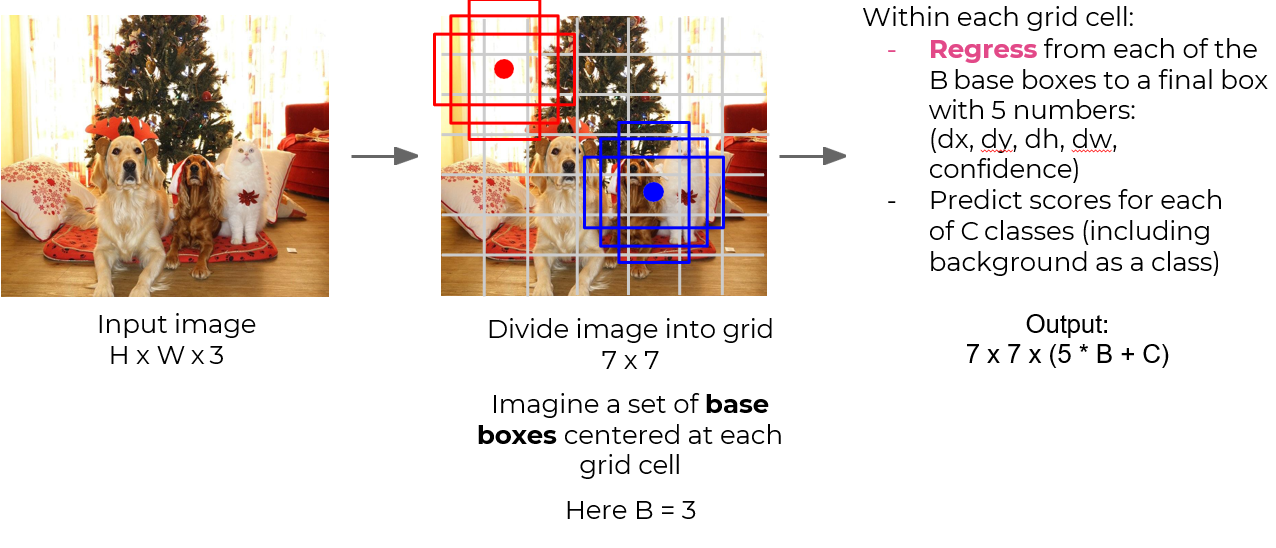 Input image
H x W x 3
Divide image into grid
7 x 7
Imagine a set of base
boxes centered at each
grid cell
Here B = 3
Within each grid cell:
- Regress from each of the
B base boxes to a final box
with 5 numbers:
(dx, dy, dh, dw,
confidence)
- Predict scores for each
of C classes (including
background as a class)
Output:
7 x 7 x (5 * B + C)